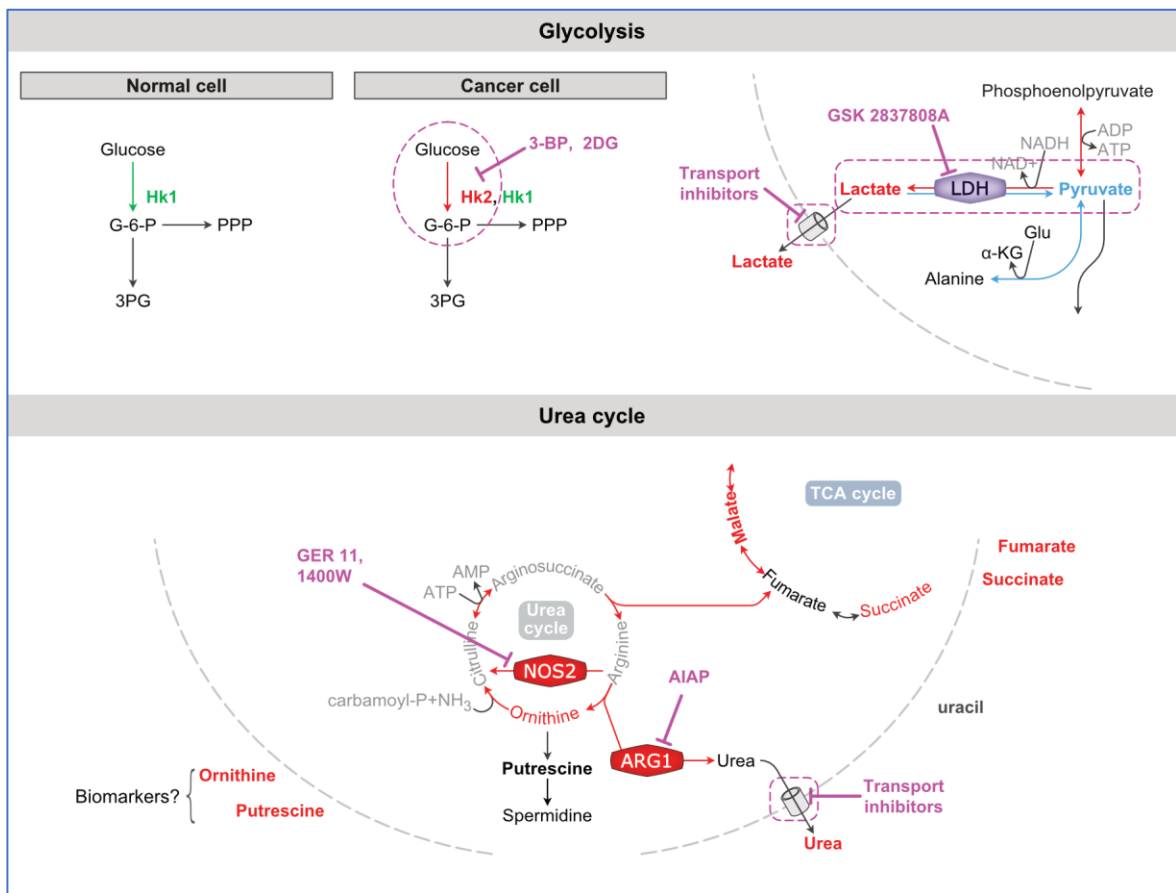 Glycolysis
Normal cell
Cancer cell
Glucose
Hk1
G-6-P
PPP
3PG
Glucose
3-BP, 2DG
Hk2, Hk1
G-6-P
PPP
3PG
Phosphoenolpyruvate
GSK 2837808A
ADP
ATP
NADH
NAD+
Transport
inhibitors
Lactate
LDH
Pyruvate
Glu
α-KG
Lactate
Alanine
Urea cycle
TCA cycle
Malate
Fumarate
Succinate
Fumarate
Succinate
GER 11,
1400W
AMP
ATP
Arginosuccinate
Urea
cycle
Citrulline
Arginine
NOS2
AIAP
carbamoyl-P+NH3
Ornithine
uracil
ARG1
Urea
Putrescine
Spermidine
Biomarkers?
Ornithine
Putrescine
Transport
inhibitors
Urea